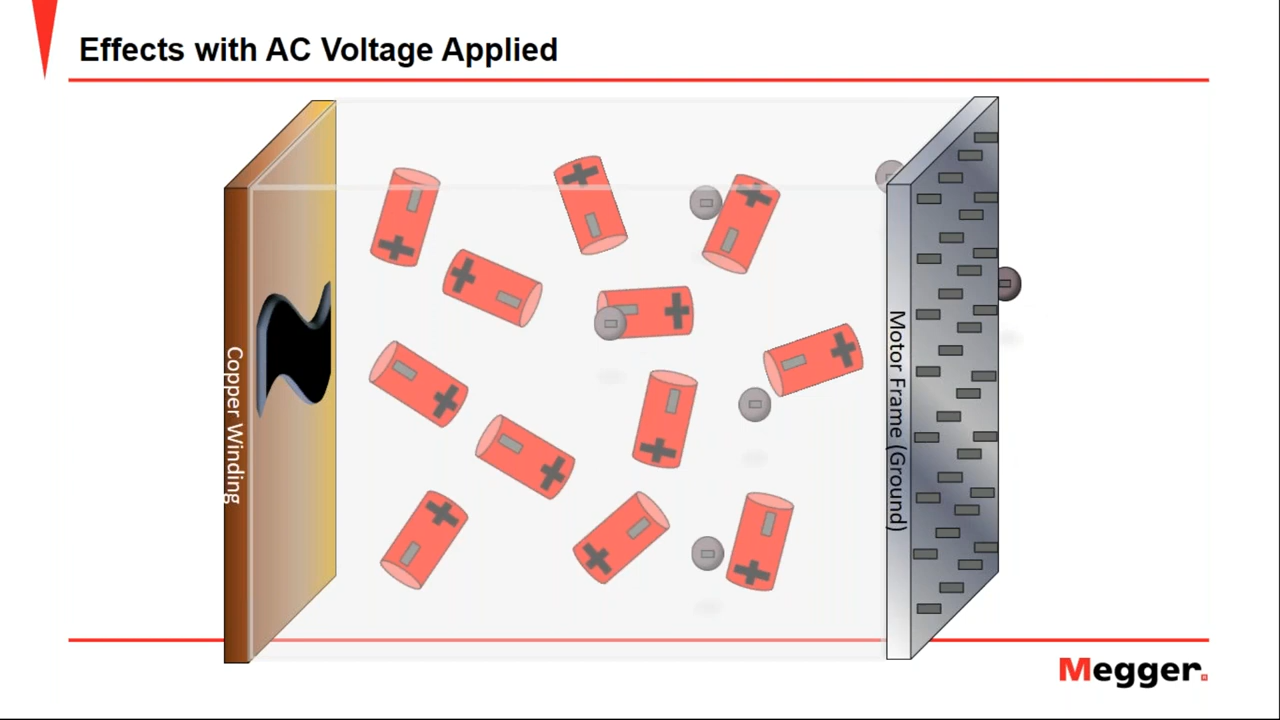 Effects with AC Voltage Applied
Copper Winding
Motor Frame (Ground)
Megger.